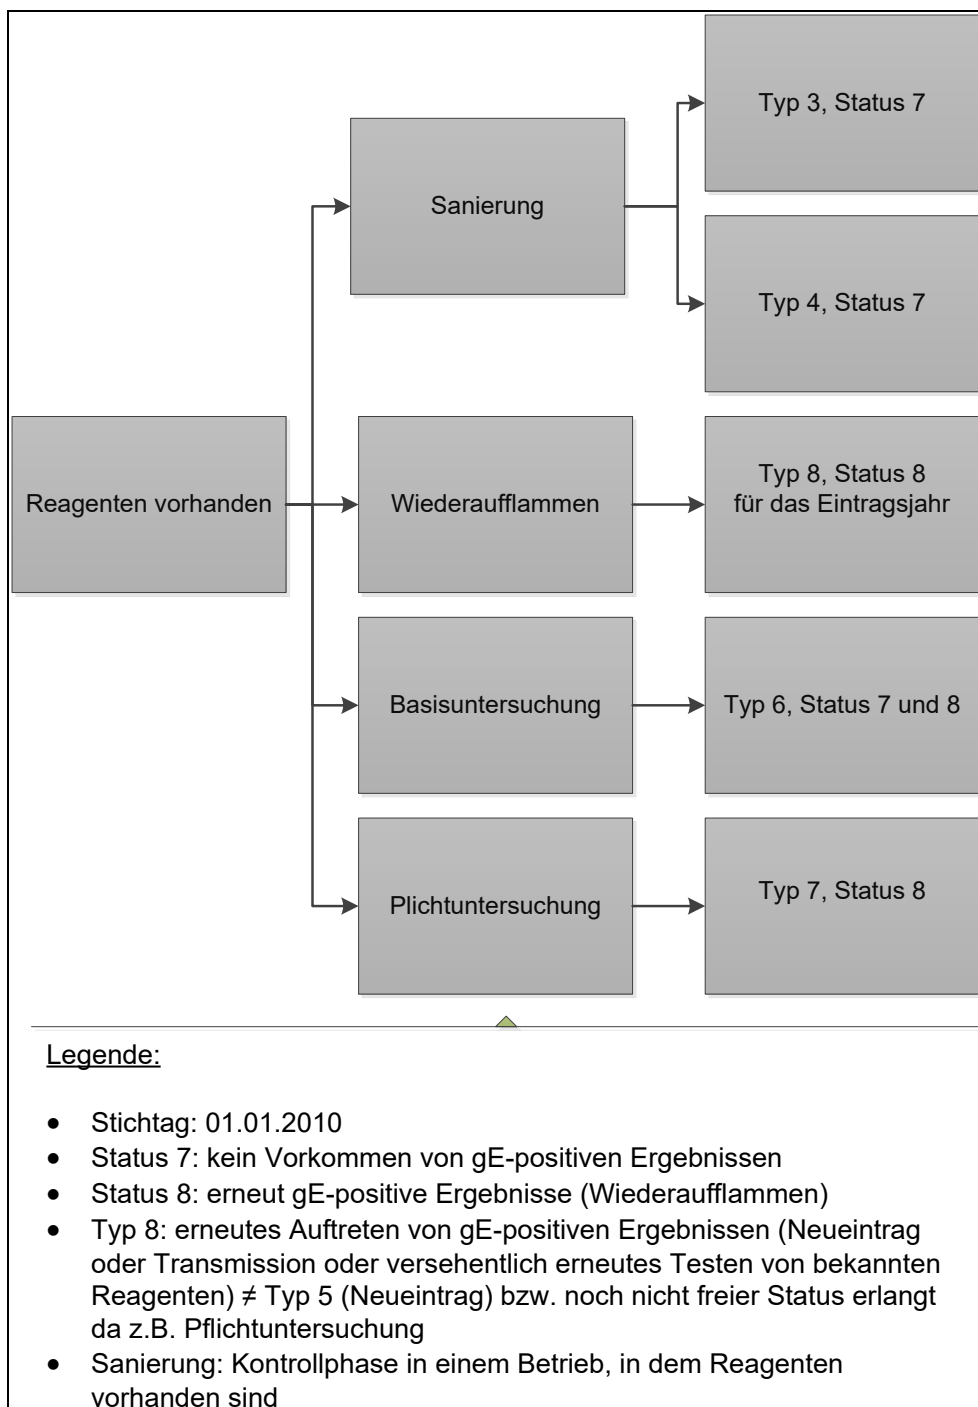 Typ 3, Status 7
Sanierung
Typ 4, Status 7
Reagenten vorhanden
Wiederaufflammen
Typ 8, Status 8
für das Eintragsjahr
Basisuntersuchung
Typ 6, Status 7 und 8
Plichtuntersuchung
Typ 7, Status 8
Legende:
• Stichtag: 01.01.2010
• Status 7: kein Vorkommen von gE-positiven Ergebnissen
• Status 8: erneut gE-positive Ergebnisse (Wiederaufflammen)
• Typ 8: erneutes Auftreten von gE-positiven Ergebnissen (Neueintrag
oder Transmission oder versehentlich erneutes Testen von bekannten
Reagenten) ≠ Typ 5 (Neueintrag) bzw. noch nicht freier Status erlangt
da z.B. Pflichtuntersuchung
• Sanierung: Kontrollphase in einem Betrieb, in dem Reagenten
vorhanden sind